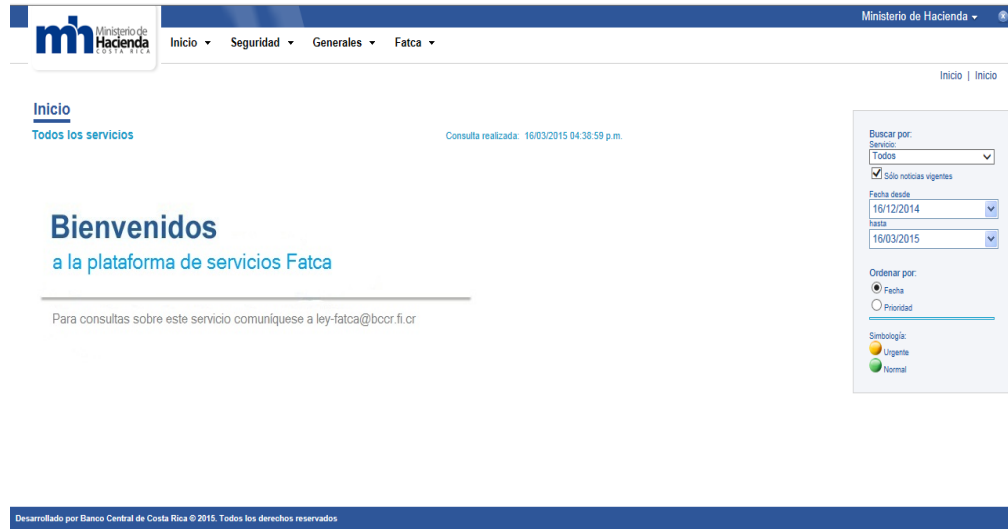 Ministerio de Hacienda
mh Ministerio de
Hacienda
COSTA RICA
Inicio
Seguridad
Generales
Fatca
Inicio | Inicio
Inicio
Todos los servicios
Consulta realizada: 16/03/2015 04:38:59 p.m.
Bienvenidos
a la plataforma de servicios Fatca
Para consultas sobre este servicio comuníquese a ley-fatca@bccr.fi.cr
Buscar por:
Servicio:
Todos
Sólo noticias vigentes
Fecha desde
16/12/2014
hasta
16/03/2015
Ordenar por:
Fecha
Prioridad
Simbología:
Urgente
Normal
Desarrollado por Banco Central de Costa Rica © 2015. Todos los derechos reservados